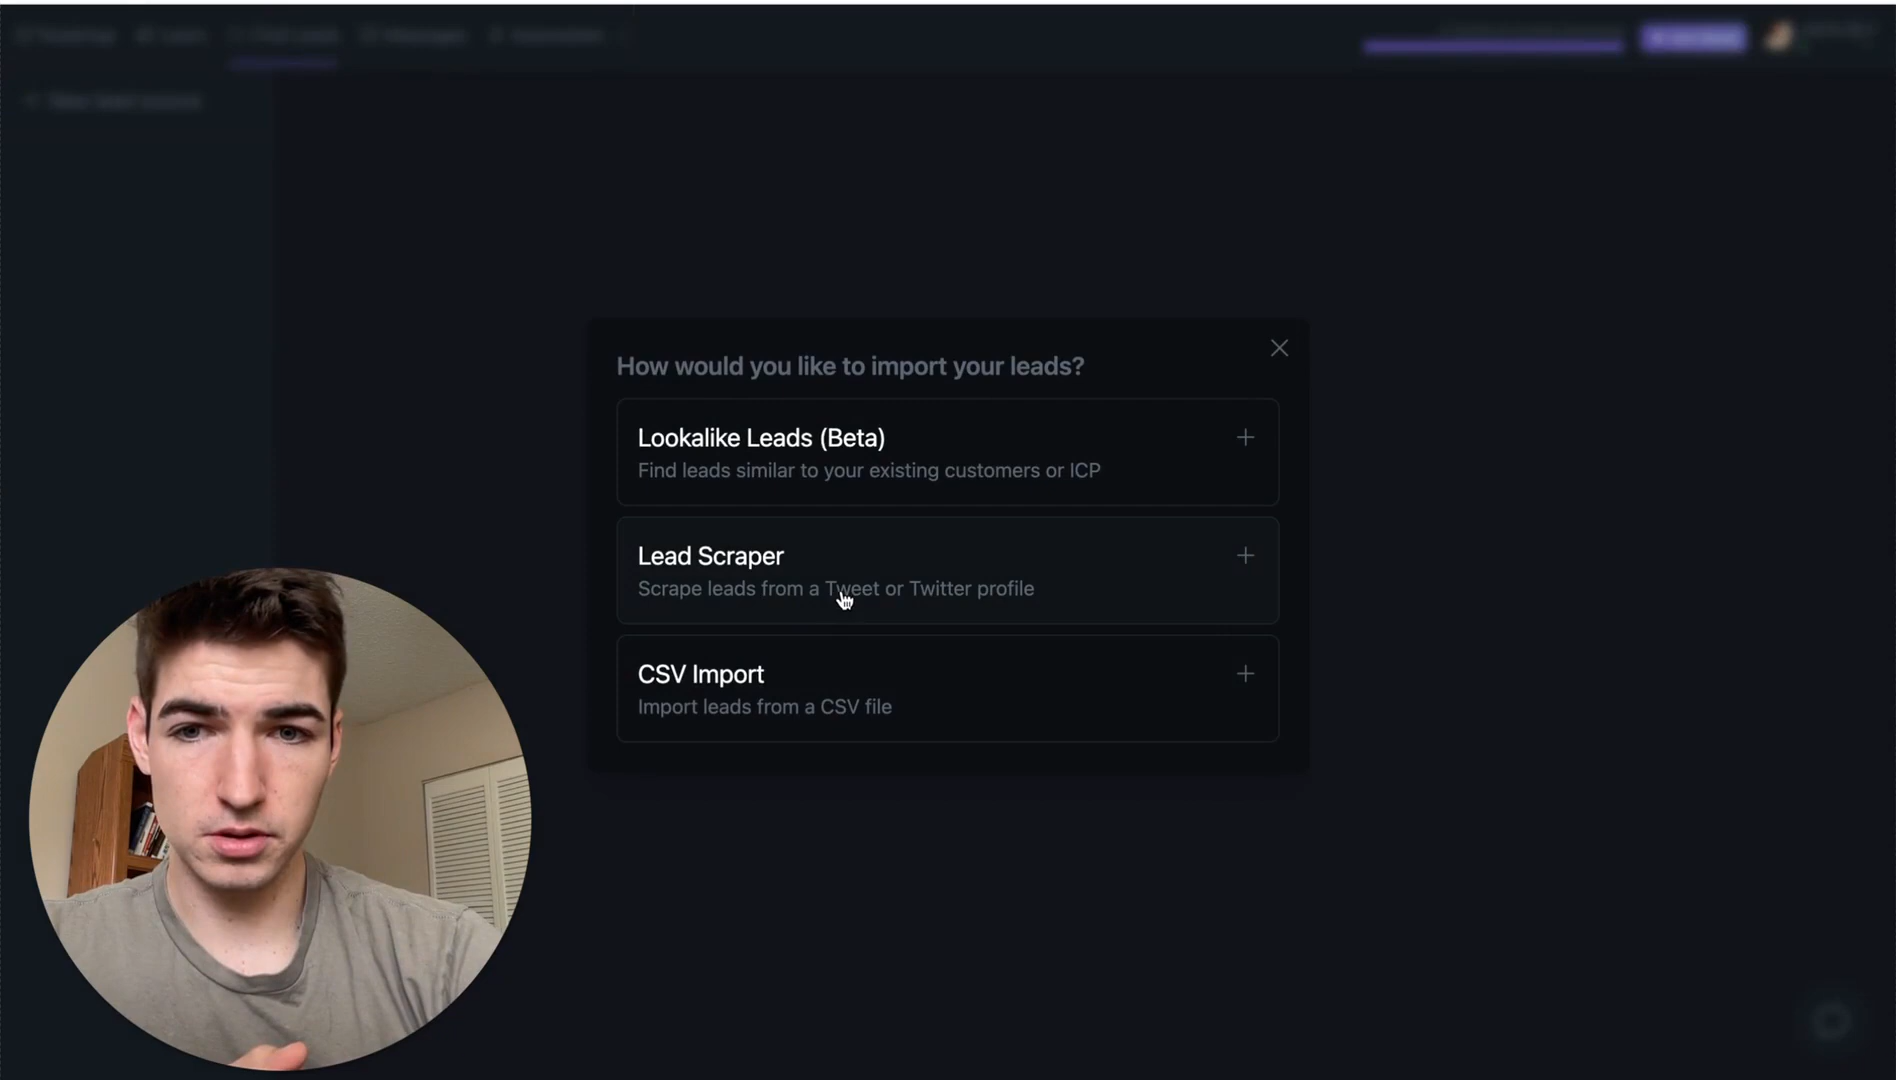 How would you like to import your leads?
Lookalike Leads (Beta)
Find leads similar to your existing customers or ICP
Lead Scraper
Scrape leads from a Tweet or Twitter profile
CSV Import
Import leads from a CSV file